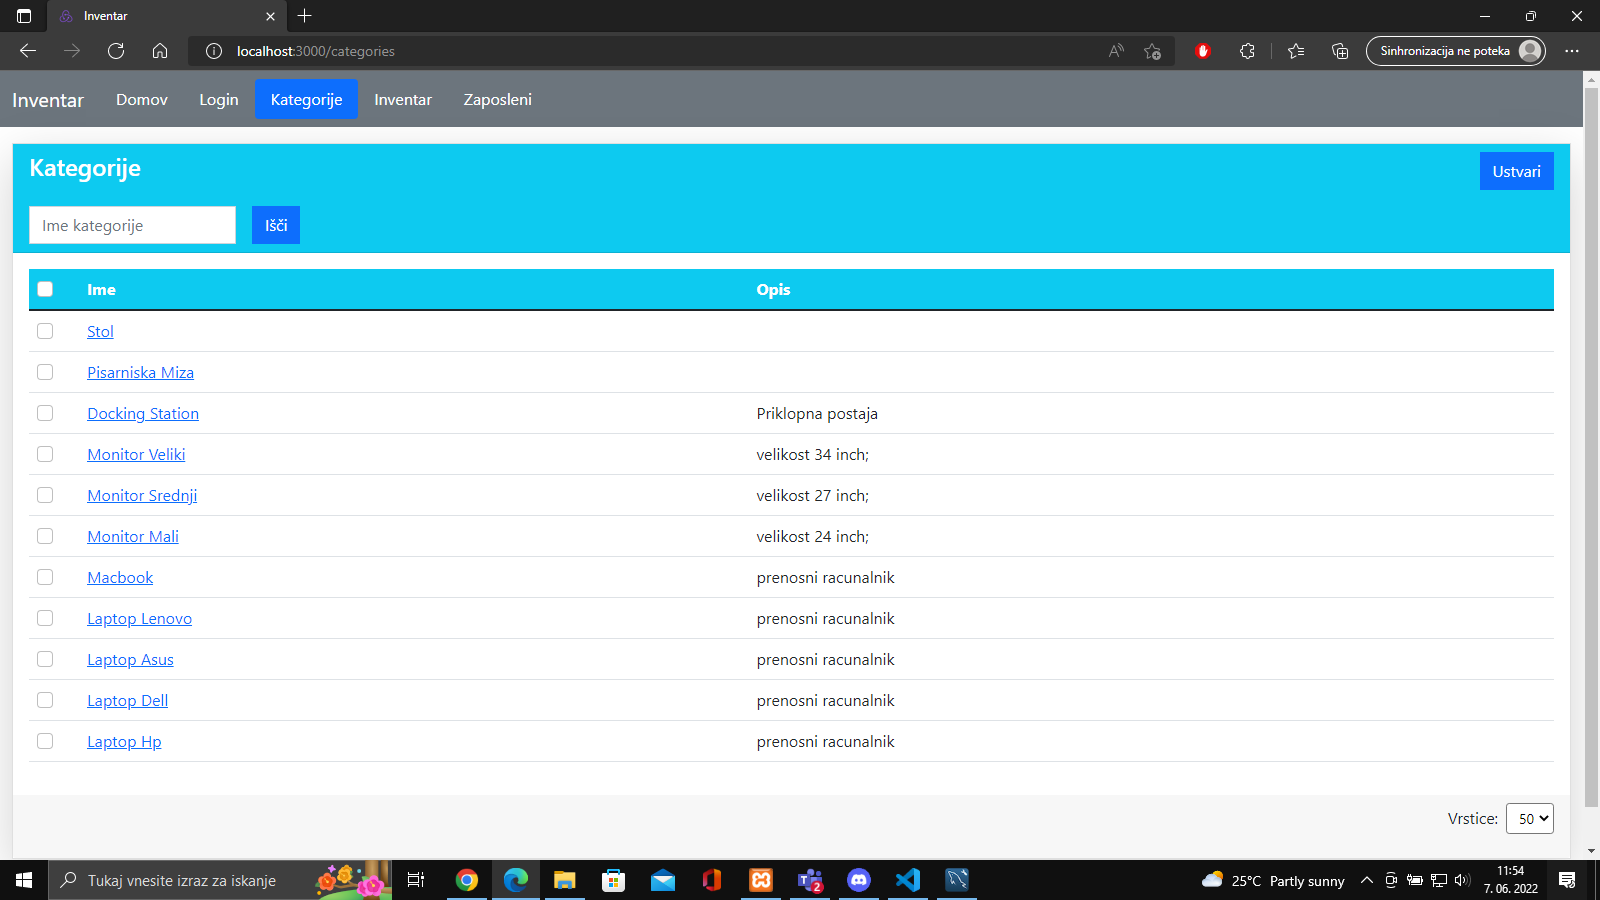 Inventar
localhost:3000/categories
Sinhronizacija ne poteka
Inventar Domov Login Kategorije Inventar Zaposleni
Kategorije
Ustvari
Ime kategorije Išči
Ime Opis
Stol
Pisarniska Miza
Docking Station Priklopna postaja
Monitor Veliki velikost 34 inch;
Monitor Srednji velikost 27 inch;
Monitor Mali velikost 24 inch;
Macbook prenosni racunalnik
Laptop Lenovo prenosni racunalnik
Laptop Asus prenosni racunalnik
Laptop Dell prenosni racunalnik
Laptop Hp prenosni racunalnik
Vrstice: 50
Tukaj vnesite izraz za iskanje
2
25°C Partly sunny
11:54
7. 06. 2022